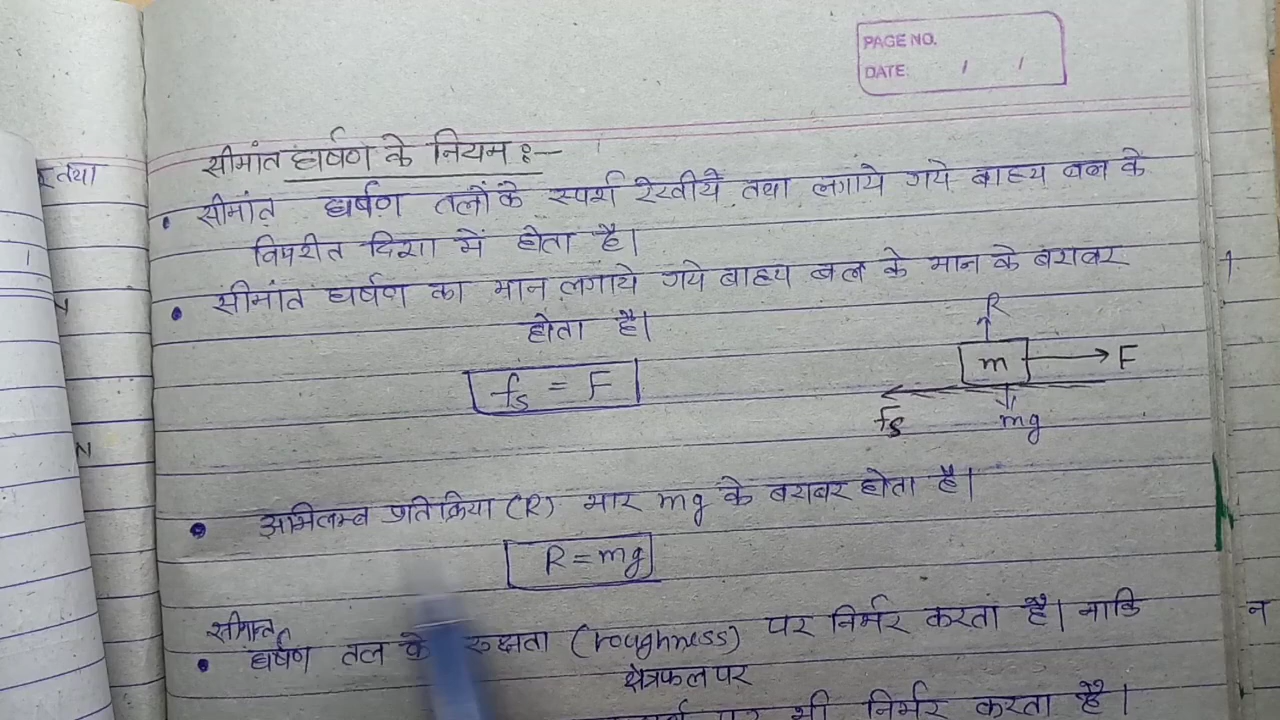 PAGE NO.
DATE: / /
र तथा
सीमांत घर्षण के नियम :—
• सीमांत घर्षण तलों के स्पर्श रेखीये तथा लगाये गये बाह्य बल के
विपरीत दिशा में होता है।
• सीमांत घर्षण का मान लगाये गये बाह्य बल के मान के बराबर
होता है।
R
m F
fs = F
fs mg
• अभिलम्ब प्रतिक्रिया (R) भार mg के बराबर होता है।
R = mg
सीमान्त
• घर्षण तल के रुक्षता (roughness) पर निर्भर करता है। नाकि
क्षेत्रफल पर
पर भी निर्भर करता है।
न